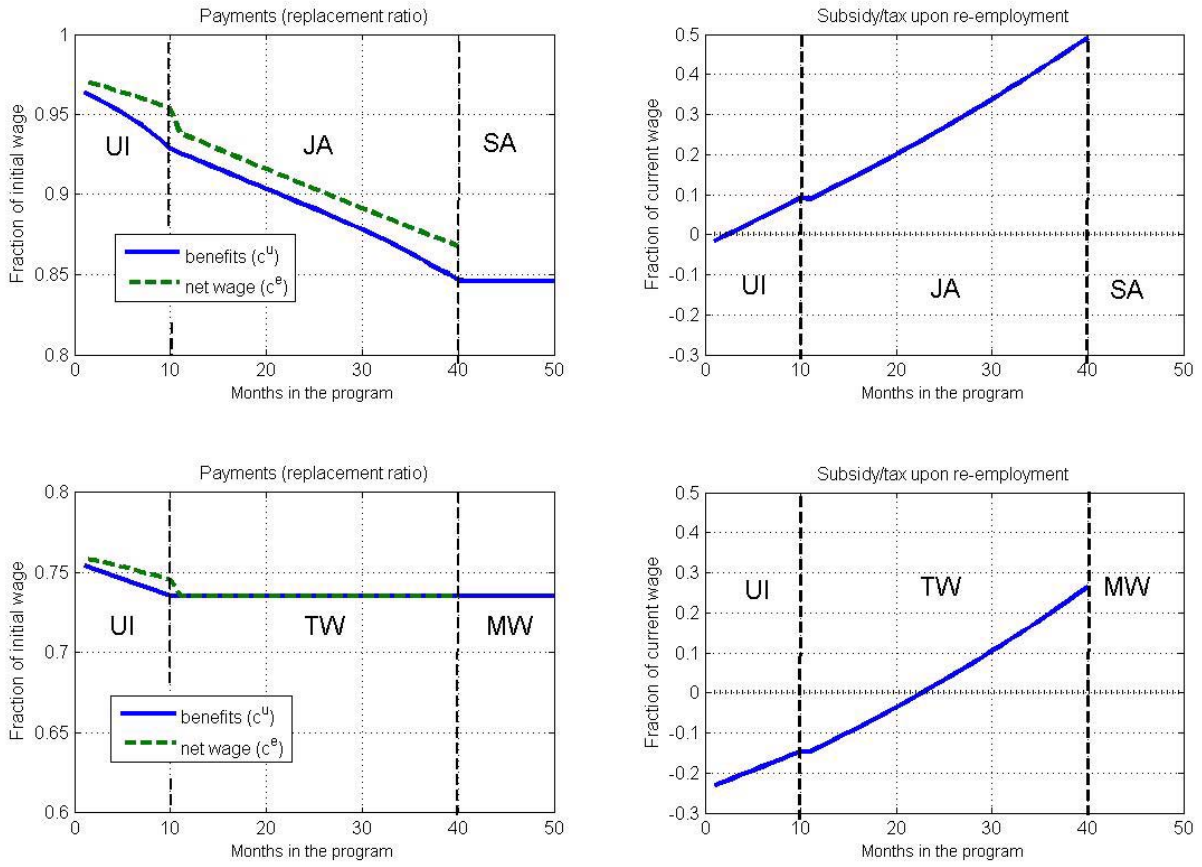 Payments (replacement ratio)
Fraction of initial wage
1
0.95
0.9
0.85
0.8
UI
JA
SA
benefits (cᵘ)
net wage (cᵉ)
0 10 20 30 40 50
Months in the program
Subsidy/tax upon re-employment
Fraction of current wage
0.5
0.4
0.3
0.2
0.1
0
-0.1
-0.2
-0.3
UI
JA
SA
0 10 20 30 40 50
Months in the program
Payments (replacement ratio)
Fraction of initial wage
0.8
0.75
0.7
0.65
0.6
UI
TW
MW
benefits (cᵘ)
net wage (cᵉ)
0 10 20 30 40 50
Months in the program
Subsidy/tax upon re-employment
Fraction of current wage
0.5
0.4
0.3
0.2
0.1
0
-0.1
-0.2
-0.3
UI
TW
MW
0 10 20 30 40 50
Months in the program